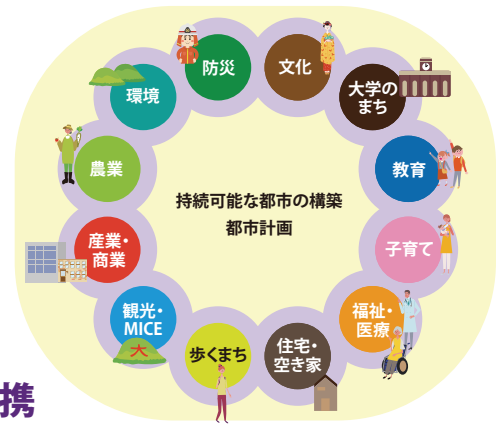 防災
文化
大学の
まち
教育
子育て
福祉・
医療
住宅・
空き家
歩くまち
観光・
MICE
大
産業・
商業
農業
環境
持続可能な都市の構築
都市計画
携